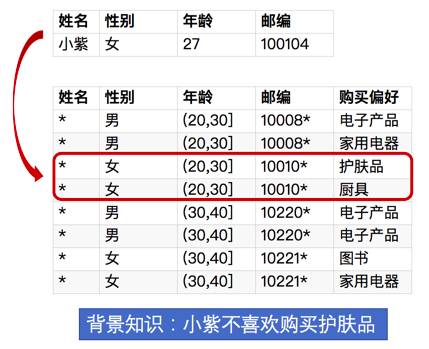 姓名 性别 年龄 邮编
小紫 女 27 100104
姓名 性别 年龄 邮编 购买偏好
* 男 (20,30] 10008* 电子产品
* 男 (20,30] 10008* 家用电器
* 女 (20,30] 10010* 护肤品
* 女 (20,30] 10010* 厨具
* 男 (30,40] 10220* 电子产品
* 男 (30,40] 10220* 电子产品
* 女 (30,40] 10221* 图书
* 女 (30,40] 10221* 家用电器
背景知识：小紫不喜欢购买护肤品